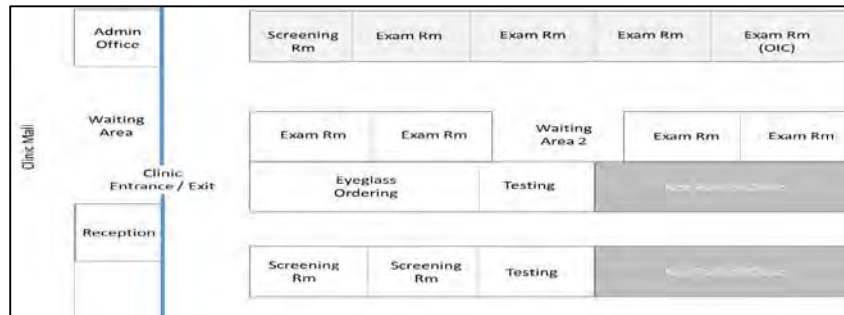 Admin
Office
Screening
Rm
Exam Rm
Exam Rm
Exam Rm
Exam Rm
(OIC)
Clinic Mall
Waiting
Area
Exam Rm
Exam Rm
Waiting
Area 2
Exam Rm
Exam Rm
Clinic
Entrance / Exit
Eyeglass
Ordering
Testing
Reception
Screening
Rm
Screening
Rm
Testing